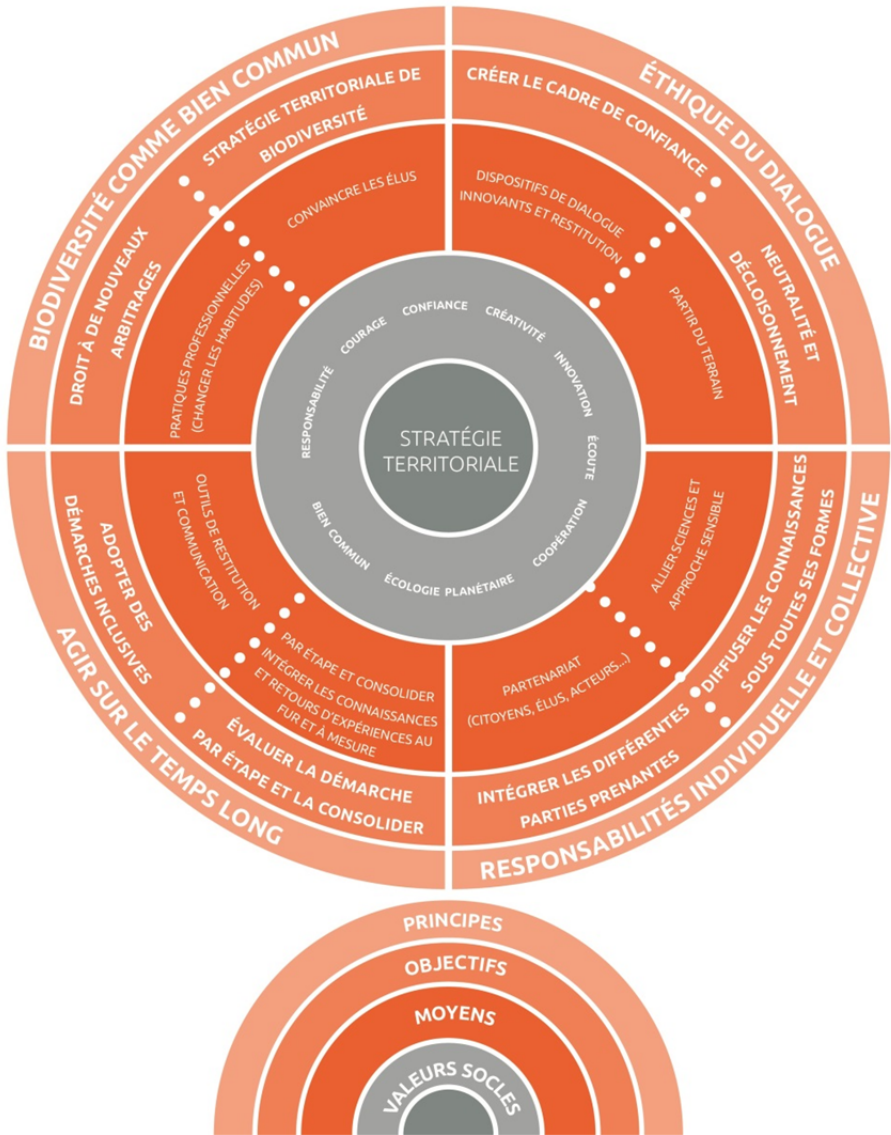 BIODIVERSITÉ COMME BIEN COMMUN
STRATÉGIE TERRITORIALE DE
BIODIVERSITÉ
DROIT À DE NOUVEAUX
ARBITRAGES
CONVAINCRE LES ÉLUS
PRATIQUES PROFESSIONNELLES
(CHANGER LES HABITUDES)
ÉTHIQUE DU DIALOGUE
CRÉER LE CADRE DE CONFIANCE
NEUTRALITÉ ET
DÉCLOISONNEMENT
DISPOSITIFS DE DIALOGUE
INNOVANTS ET RESTITUTION
PARTIR DU TERRAIN
RESPONSABILITÉ
COURAGE
CONFIANCE
CRÉATIVITÉ
INNOVATION
ÉCOUTE
COOPÉRATION
ÉCOLOGIE PLANÉTAIRE
BIEN COMMUN
STRATÉGIE
TERRITORIALE
OUTILS DE RESTITUTION
ET COMMUNICATION
PAR ÉTAPE ET CONSOLIDER
INTÉGRER LES CONNAISSANCES
ET RETOURS D'EXPÉRIENCES AU
FUR ET À MESURE
ADOPTER DES
DÉMARCHES INCLUSIVES
ÉVALUER LA DÉMARCHE
PAR ÉTAPE ET LA CONSOLIDER
AGIR SUR LE TEMPS LONG
ALLIER SCIENCES ET
APPROCHE SENSIBLE
PARTENARIAT
(CITOYENS, ÉLUS, ACTEURS...)
DIFFUSER LES CONNAISSANCES
SOUS TOUTES SES FORMES
INTÉGRER LES DIFFÉRENTES
PARTIES PRENANTES
RESPONSABILITÉS INDIVIDUELLE ET COLLECTIVE
PRINCIPES
OBJECTIFS
MOYENS
VALEURS SOCLES